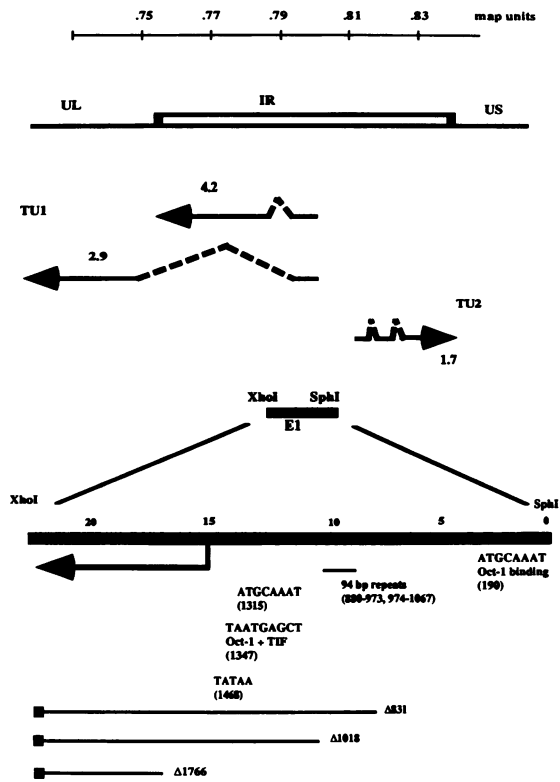 .75 .77 .79 .81 .83 map units
UL IR US
4.2
TU1
2.9
TU2
1.7
XhoI SphI
E1
XhoI SphI
20 15 10 5 0
ATGCAAAT
Oct-1 binding
(190)
ATGCAAAT
(1315)
94 bp repeats
(880-973, 974-1067)
TAATGAGCT
Oct-1 + TIF
(1347)
TATAA
(1468)
Δ831
Δ1018
Δ1766